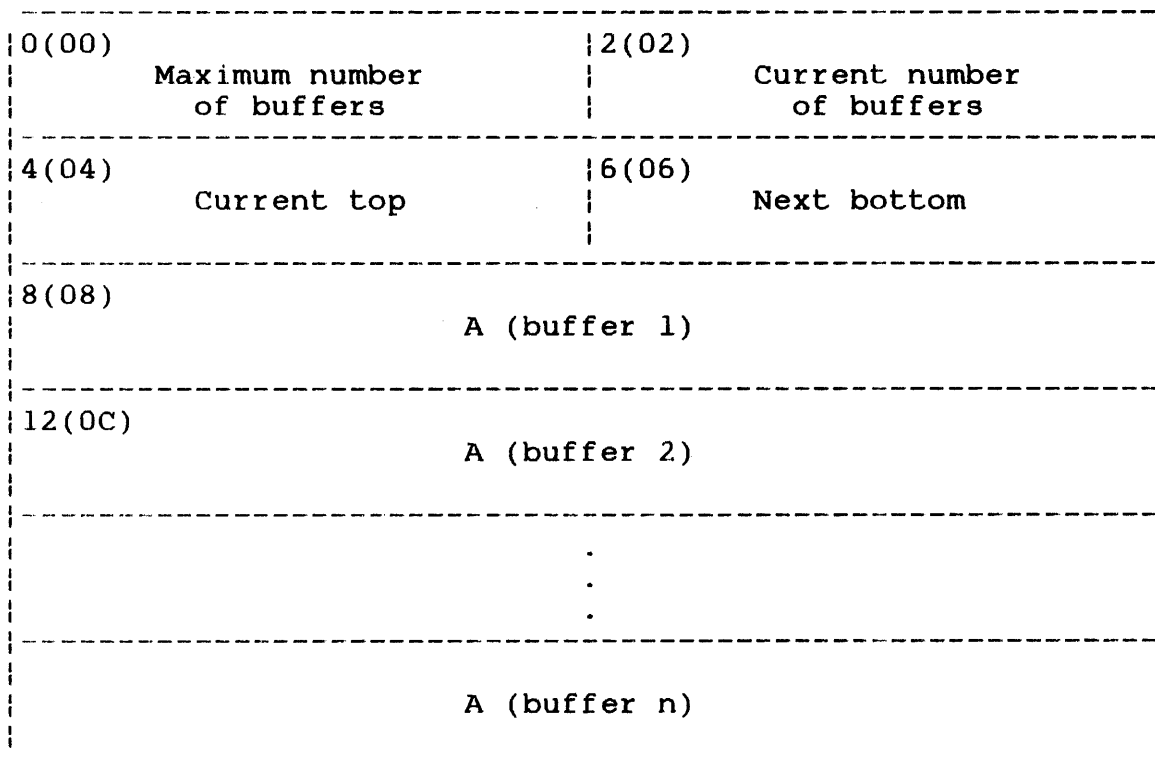 0(00) 2(02)
Maximum number Current number
of buffers of buffers
4(04) 6(06)
Current top Next bottom
8(08)
A (buffer 1)
12(0C)
A (buffer 2)
.
.
.
A (buffer n)